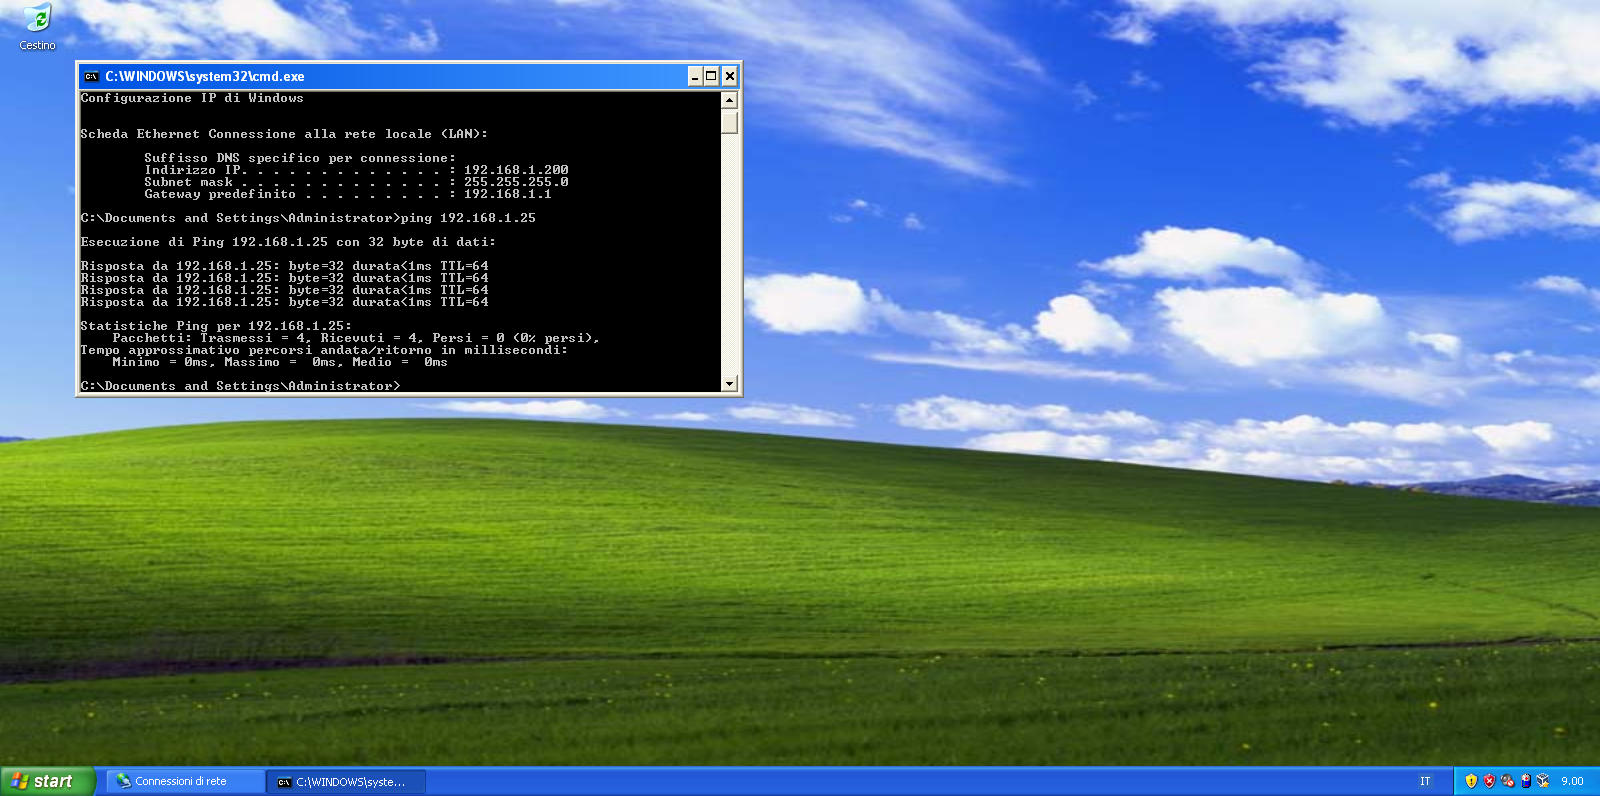 Cestino
C:\WINDOWS\system32\cmd.exe
Configurazione IP di Windows
Scheda Ethernet Connessione alla rete locale (LAN):
Suffisso DNS specifico per connessione:
Indirizzo IP. . . . . . . . . . . . . : 192.168.1.200
Subnet mask . . . . . . . . . . . . . : 255.255.255.0
Gateway predefinito . . . . . . . . . : 192.168.1.1
C:\Documents and Settings\Administrator>ping 192.168.1.25
Esecuzione di Ping 192.168.1.25 con 32 byte di dati:
Risposta da 192.168.1.25: byte=32 durata<1ms TTL=64
Risposta da 192.168.1.25: byte=32 durata<1ms TTL=64
Risposta da 192.168.1.25: byte=32 durata<1ms TTL=64
Risposta da 192.168.1.25: byte=32 durata<1ms TTL=64
Statistiche Ping per 192.168.1.25:
Pacchetti: Trasmessi = 4, Ricevuti = 4, Persi = 0 (0% persi),
Tempo approssimativo percorsi andata/ritorno in millisecondi:
Minimo = 0ms, Massimo =  0ms, Medio =  0ms
C:\Documents and Settings\Administrator>
start
Connessioni di rete
C:\WINDOWS\syste...
IT
9.00